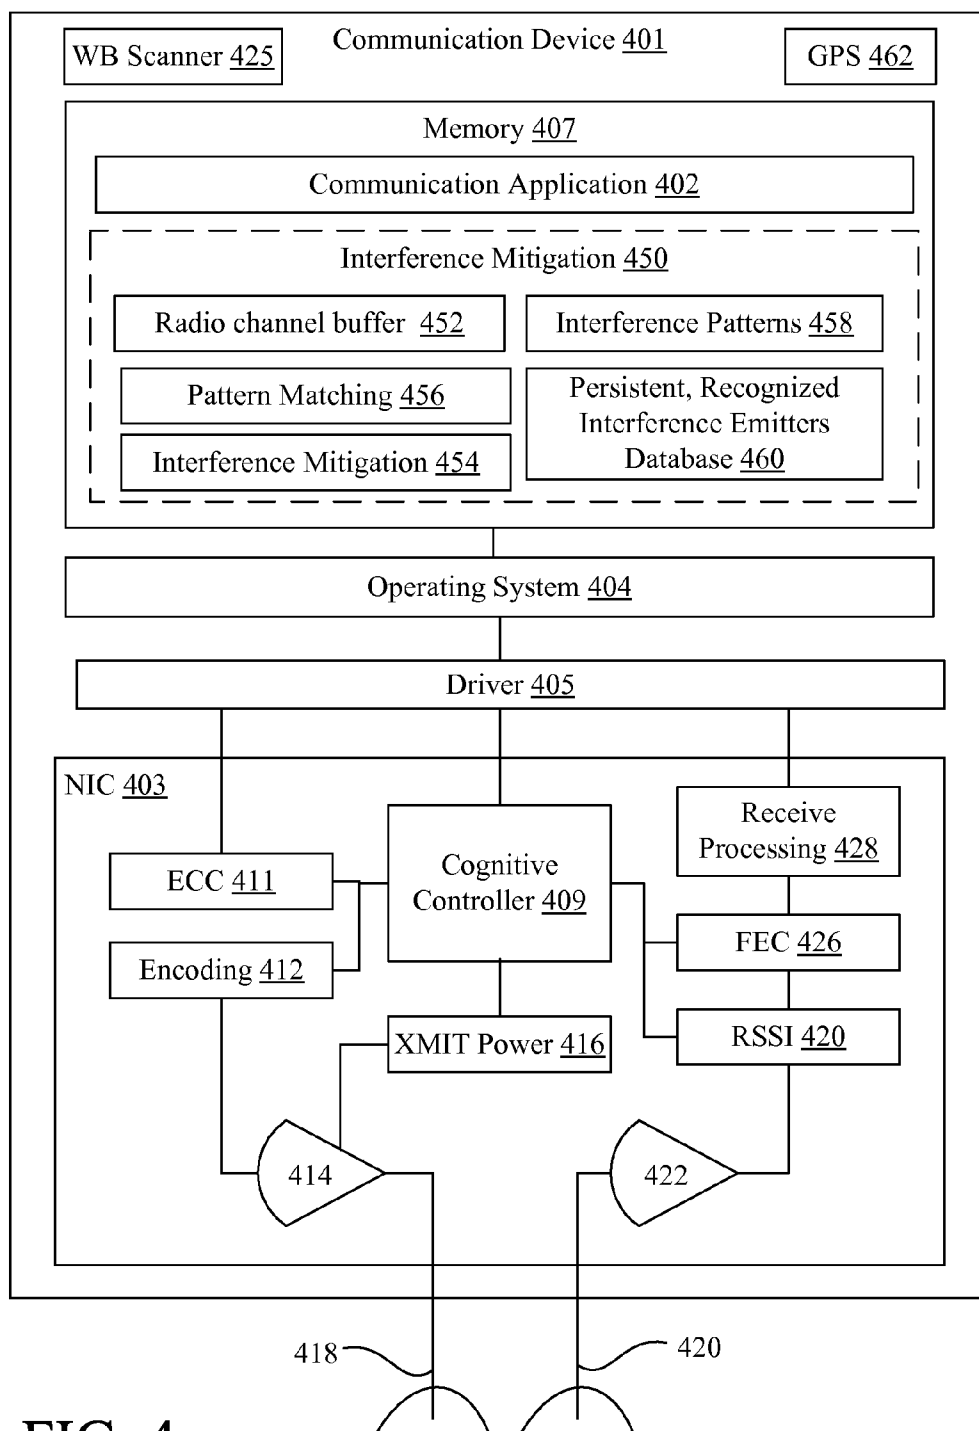 Communication Device 401
WB Scanner 425
GPS 462
Memory 407
Communication Application 402
Interference Mitigation 450
Radio channel buffer 452
Interference Patterns 458
Pattern Matching 456
Persistent, Recognized
Interference Emitters
Database 460
Interference Mitigation 454
Operating System 404
Driver 405
NIC 403
Receive
Processing 428
Cognitive
Controller 409
ECC 411
FEC 426
Encoding 412
XMIT Power 416
RSSI 420
414
422
418
420
FIG. 4